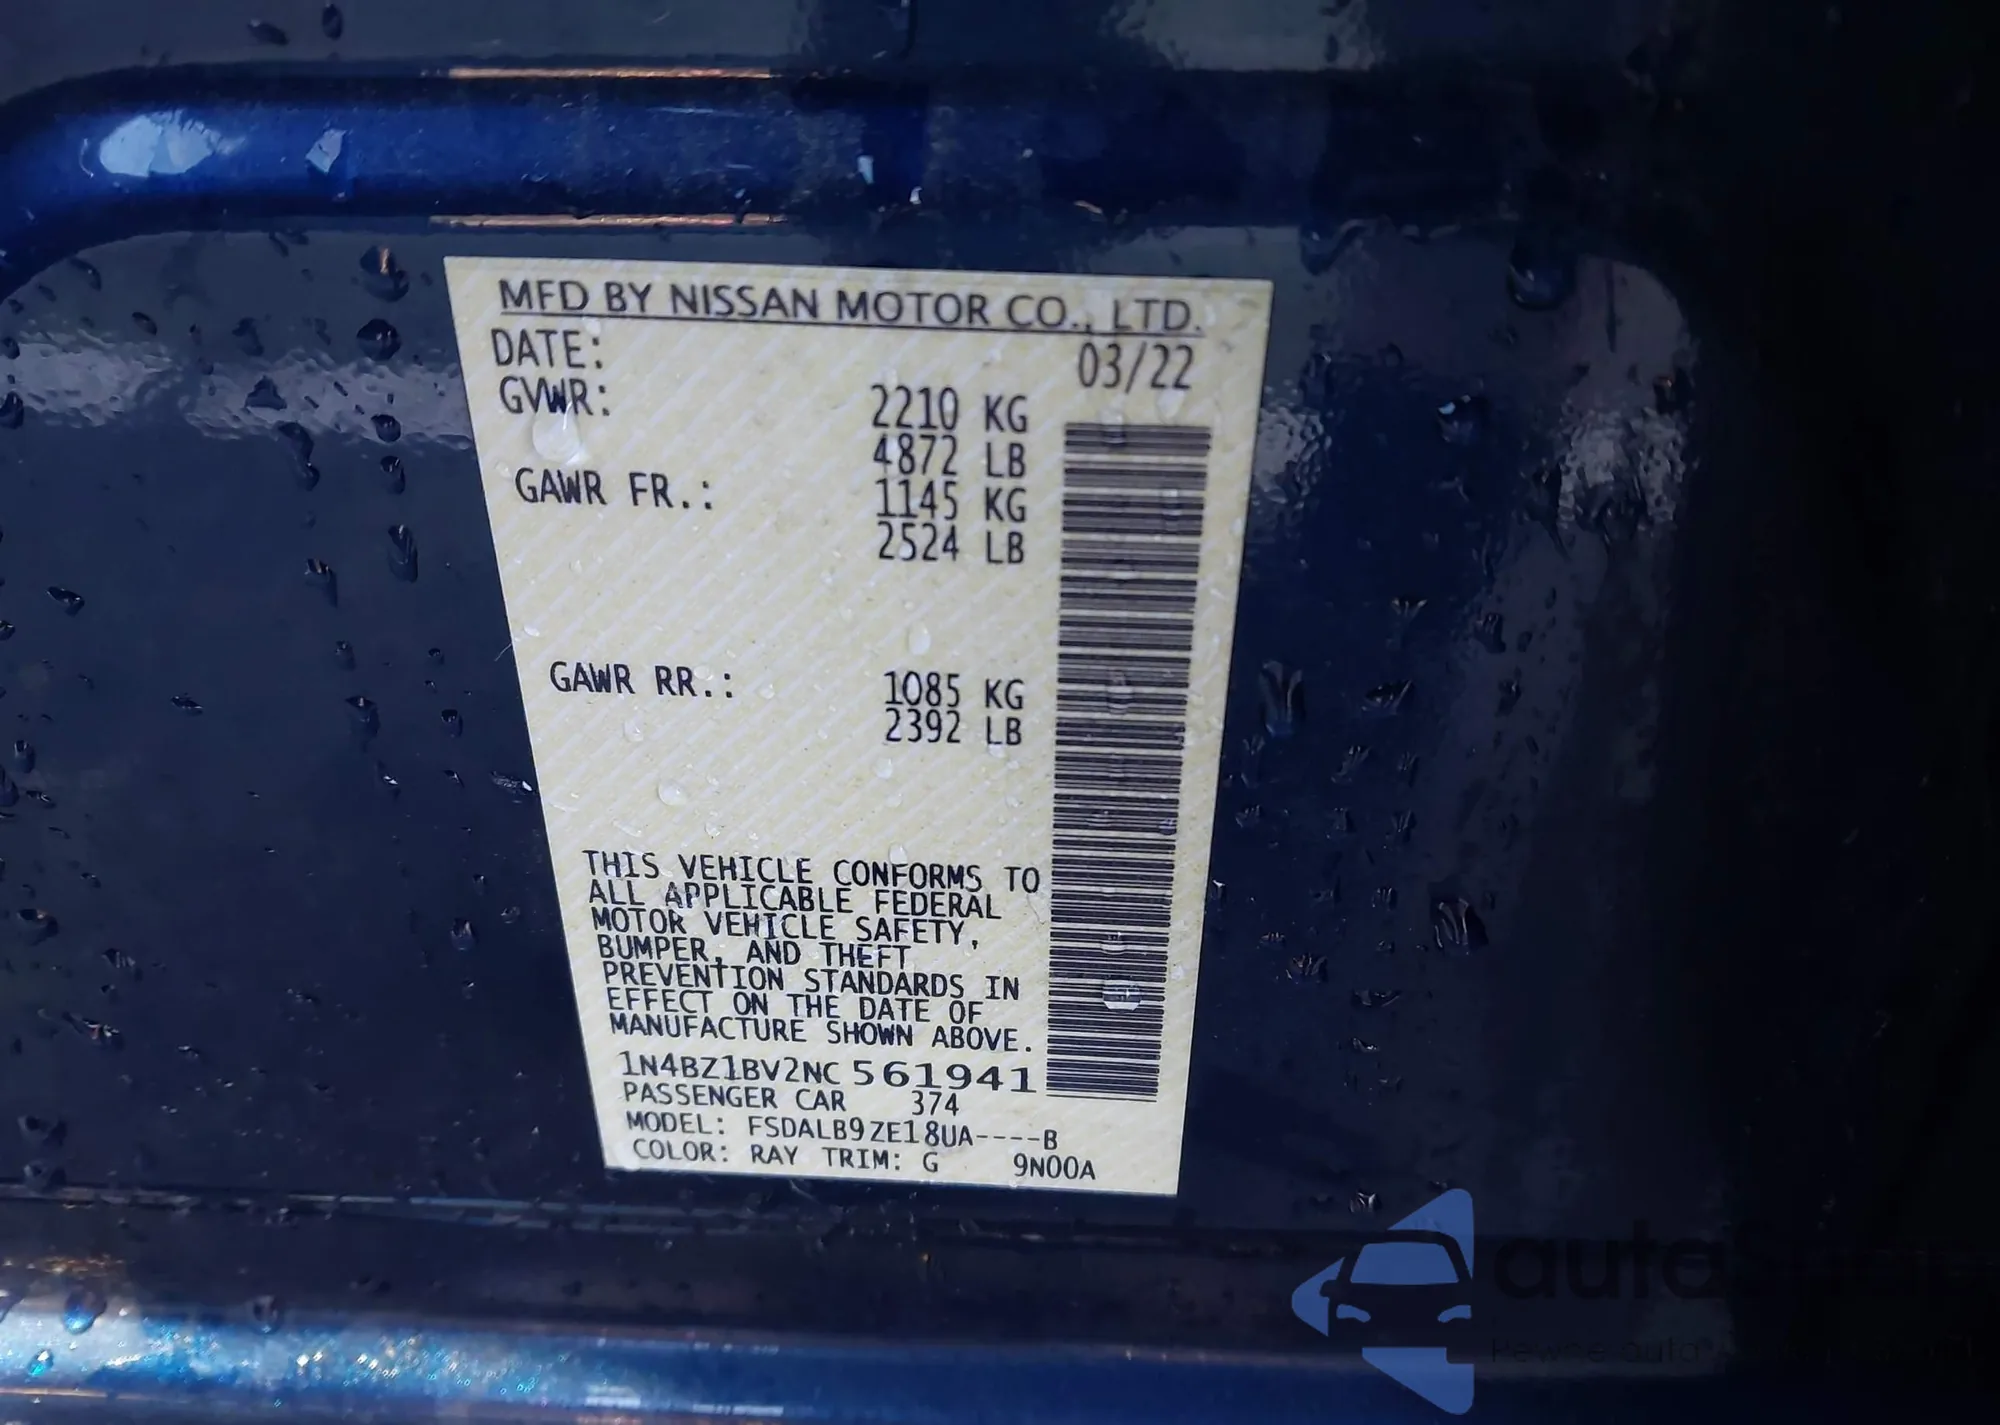 MFD BY NISSAN MOTOR CO., LTD.
DATE: 03/22
GVWR: 2210 KG
4872 LB
GAWR FR.: 1145 KG
2524 LB
GAWR RR.: 1085 KG
2392 LB
THIS VEHICLE CONFORMS TO
ALL APPLICABLE FEDERAL
MOTOR VEHICLE SAFETY,
BUMPER, AND THEFT
PREVENTION STANDARDS IN
EFFECT ON THE DATE OF
MANUFACTURE SHOWN ABOVE.
1N4BZ1BV2NC561941
PASSENGER CAR 374
MODEL: FSDALB9ZE18UA----B
COLOR: RAY TRIM: G 9N00A